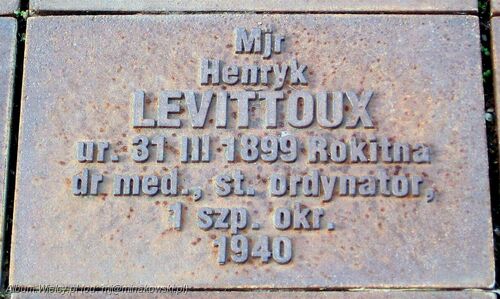 Mjr
Henryk
LEVITTOUX
ur. 31 III 1899 Rokitna
dr med., st. ordynator,
1 szp. okr.
1940